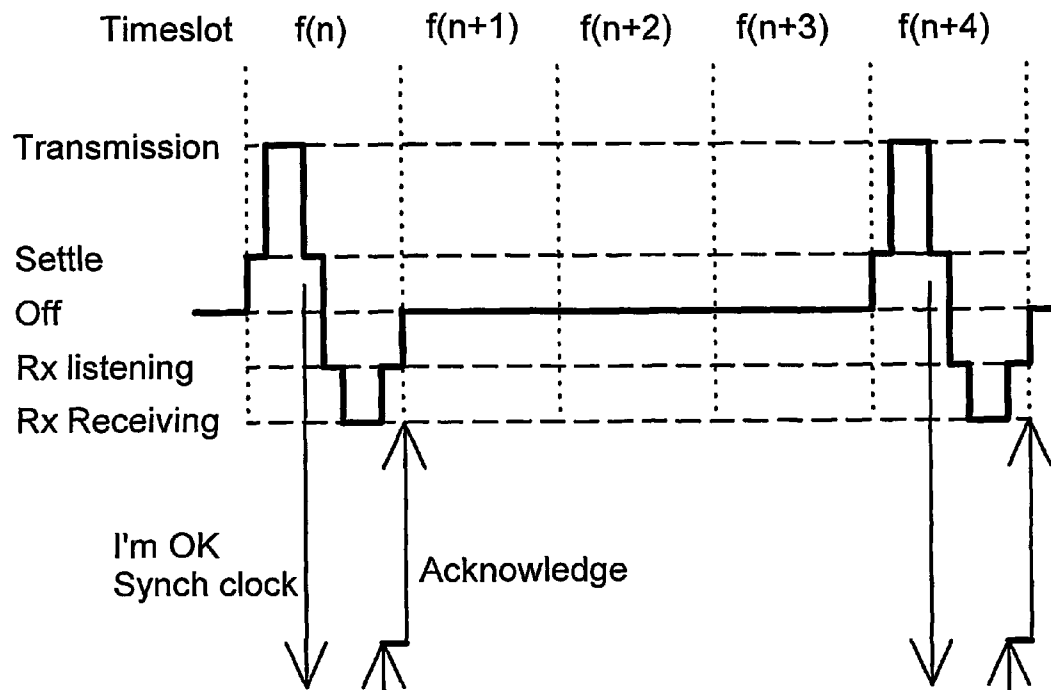 Timeslot f(n) f(n+1) f(n+2) f(n+3) f(n+4)
Transmission
Settle
Off
Rx listening
Rx Receiving
I'm OK
Synch clock
Acknowledge